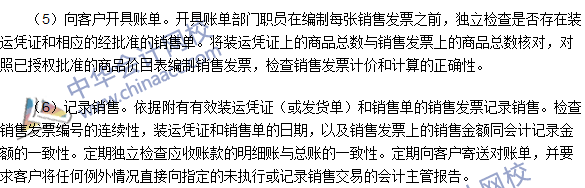 （5）向客户开具账单。开具账单部门职员在编制每张销售发票之前，独立检查是否存在装
运凭证和相应的经批准的销售单。将装运凭证上的商品总数与销售发票上的商品总数核对，对
照已授权批准的商品价目表编制销售发票，检查销售发票计价和计算的正确性。
（6）记录销售。依据附有有效装运凭证（或发货单）和销售单的销售发票记录销售。检查
销售发票编号的连续性，装运凭证和销售单的日期，以及销售发票上的销售金额同会计记录金
额的一致性。定期独立检查应收账款的明细账与总账的一致性。定期向客户寄送对账单，并要
求客户将任何例外情况直接向指定的未执行或记录销售交易的会计主管报告。